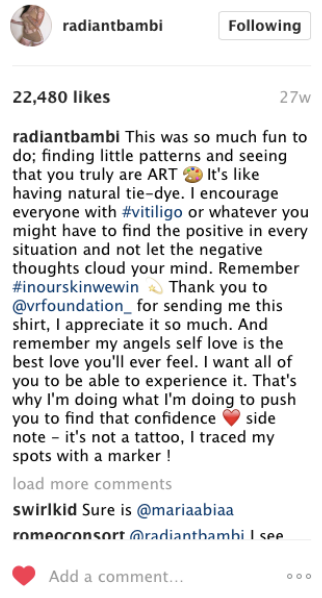 radiantbambi
Following
22,480 likes
27w
radiantbambi This was so much fun to
do; finding little patterns and seeing
that you truly are ART 🎨 It's like
having natural tie-dye. I encourage
everyone with #vitiligo or whatever you
might have to find the positive in every
situation and not let the negative
thoughts cloud your mind. Remember
#inourskinwewin 💫 Thank you to
@vrfoundation_ for sending me this
shirt, I appreciate it so much. And
remember my angels self love is the
best love you'll ever feel. I want all of
you to be able to experience it. That's
why I'm doing what I'm doing to push
you to find that confidence ❤️ side
note – it's not a tattoo, I traced my
spots with a marker !
load more comments
swirlkid Sure is @mariaabiaa
romeoconsort @radiantbambi I see
Add a comment...